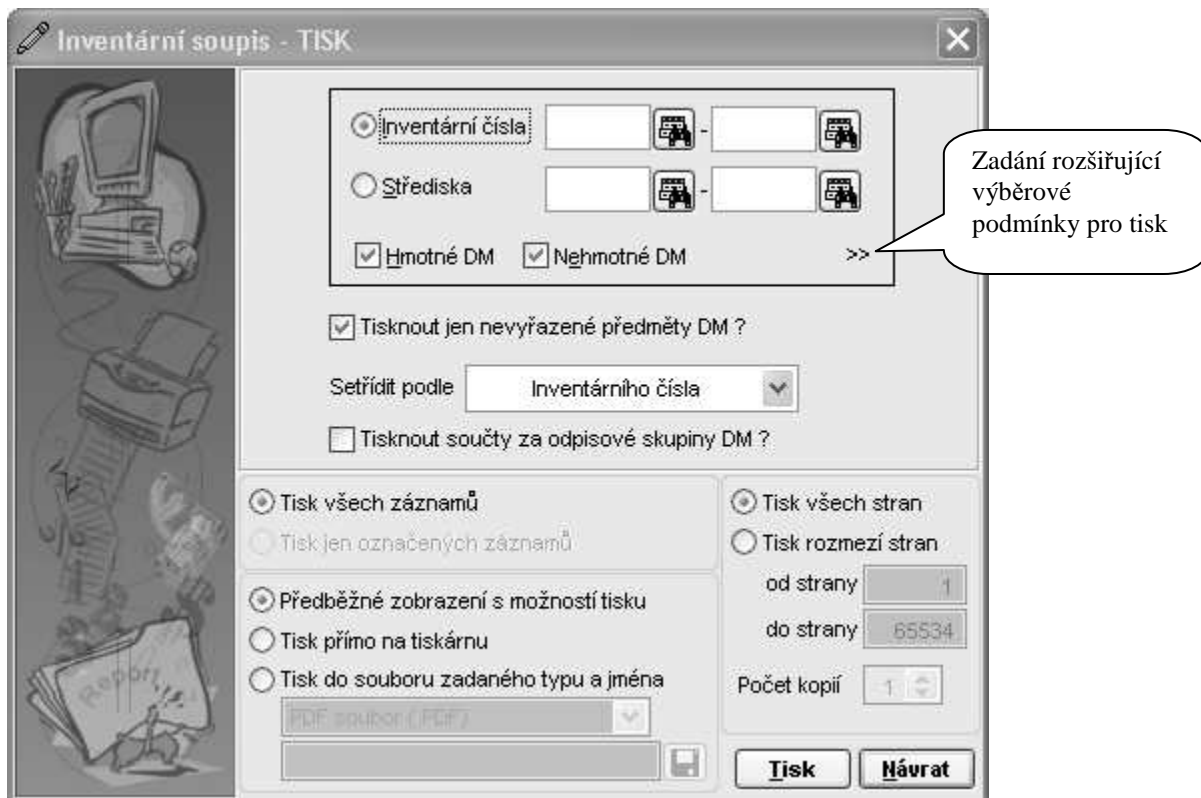 Inventární soupis - TISK
Inventární čísla -
Střediska -
Hmotné DM Nehmotné DM >>
Zadání rozšiřující
výběrové
podmínky pro tisk
Tisknout jen nevyřazené předměty DM ?
Setřídit podle Inventárního čísla
Tisknout součty za odpisové skupiny DM ?
Tisk všech záznamů
Tisk jen označených záznamů
Předběžné zobrazení s možností tisku
Tisk přímo na tiskárnu
Tisk do souboru zadaného typu a jména
PDF soubor (.PDF)
Tisk všech stran
Tisk rozmezí stran
od strany 1
do strany 65534
Počet kopií 1
Tisk Návrat
Report